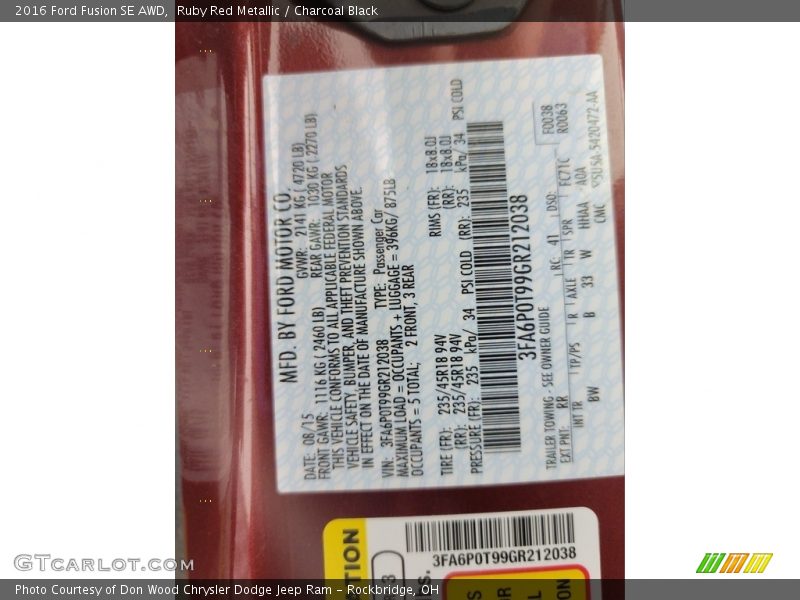 2016 Ford Fusion SE AWD,  Ruby Red Metallic / Charcoal Black
MFD. BY FORD MOTOR CO.
DATE: 08/15 GVWR: 2141 KG ( 4720 LB)
FRONT GAWR: 1116 KG ( 2460 LB) REAR GAWR: 1030 KG ( 2270 LB)
THIS VEHICLE CONFORMS TO ALL APPLICABLE FEDERAL MOTOR
VEHICLE SAFETY, BUMPER, AND THEFT PREVENTION STANDARDS
IN EFFECT ON THE DATE OF MANUFACTURE SHOWN ABOVE.
VIN: 3FA6P0T99GR212038 TYPE: Passenger Car
MAXIMUM LOAD = OCCUPANTS + LUGGAGE = 396KG/ 875LB
OCCUPANTS = 5 TOTAL; 2 FRONT, 3 REAR
TIRE (FR): 235/45R18 94V RIMS (FR): 18x8.0J
(RR): 235/45R18 94V (RR): 18x8.0J
PRESSURE (FR): 235 kPa/ 34 PSI COLD (RR): 235 kPa/ 34 PSI COLD
3FA6P0T99GR212038
F0038
R0063
TRAILER TOWING - SEE OWNER GUIDE
EXT PNT: RR RC: 41 DSO: FC71C
INT TR TP/PS R AXLE TR SPR AOA
BW B 33 W HHAA
CMC 5420472-AA
3FA6P0T99GR212038
GTCarLot.com
Photo Courtesy of Don Wood Chrysler Dodge Jeep Ram - Rockbridge, OH